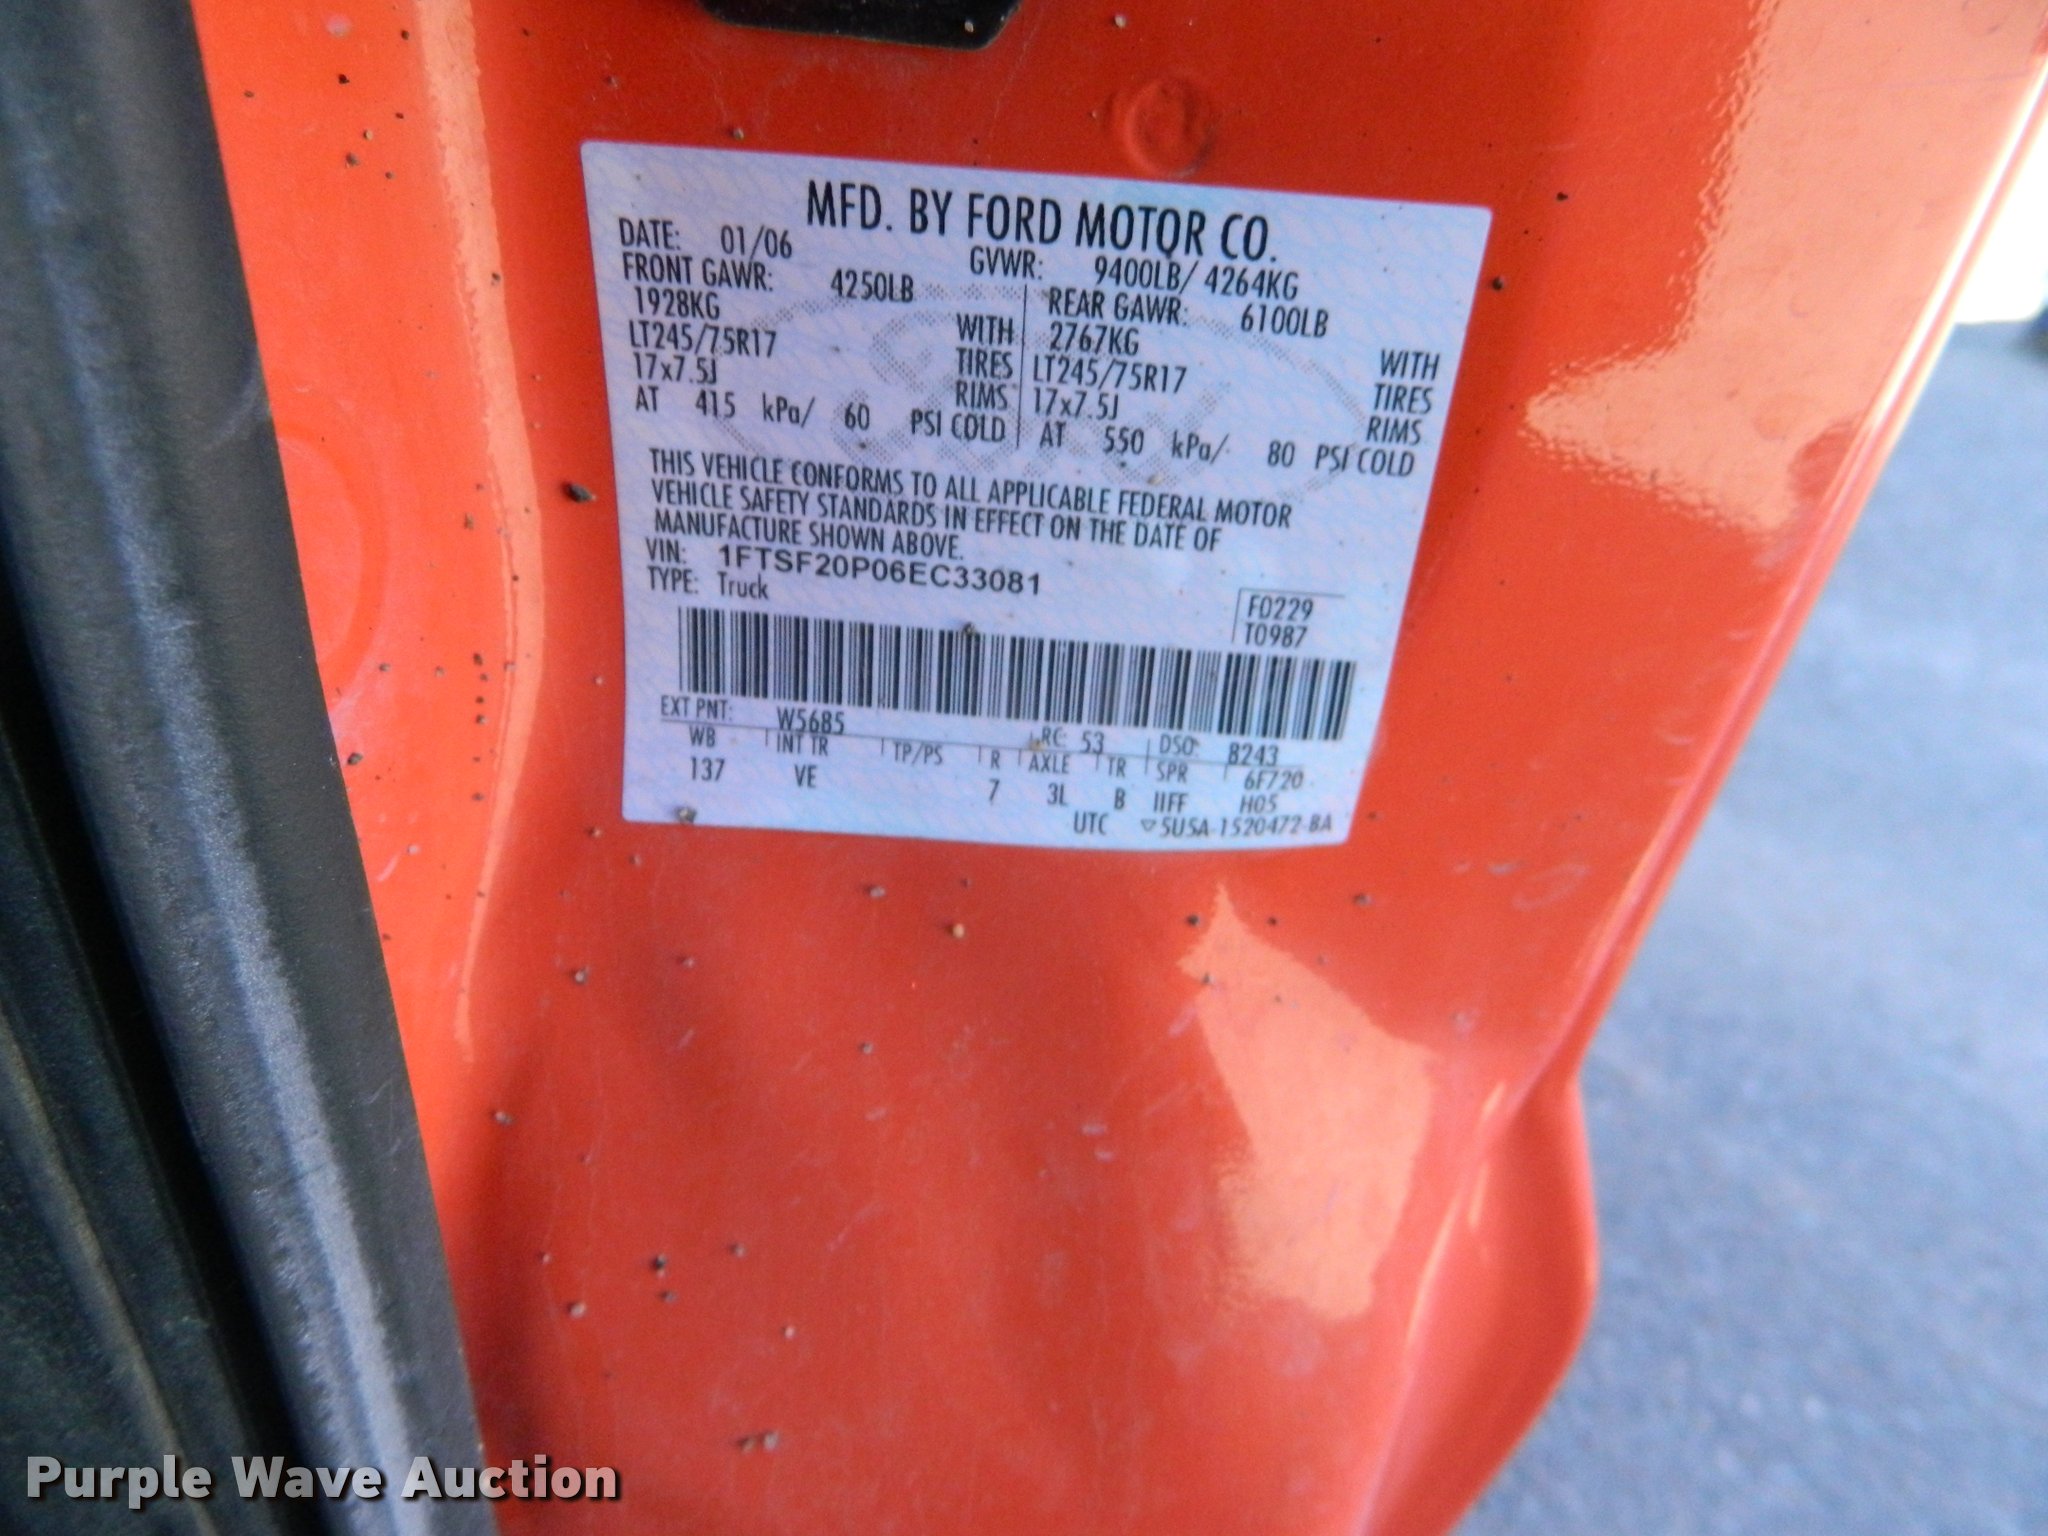 MFD. BY FORD MOTOR CO.
DATE: 01/06 GVWR: 9400LB/ 4264KG
FRONT GAWR: 4250LB REAR GAWR: 6100LB
1928KG WITH 2767KG WITH
LT245/75R17 TIRES LT245/75R17 TIRES
17x7.5J RIMS 17x7.5J RIMS
AT 415 kPa/ 60 PSI COLD AT 550 kPa/ 80 PSI COLD
THIS VEHICLE CONFORMS TO ALL APPLICABLE FEDERAL MOTOR
VEHICLE SAFETY STANDARDS IN EFFECT ON THE DATE OF
MANUFACTURE SHOWN ABOVE.
VIN: 1FTSF20P06EC33081
TYPE: Truck
F0229
T0987
EXT PNT: W5685 RC: 53 DSO: 8243
WB INT TR TP/PS R AXLE TR SPR 6F720
137 VE 7 3L B IIFF H05
UTC ▽5U5A-1520472-BA
Purple Wave Auction